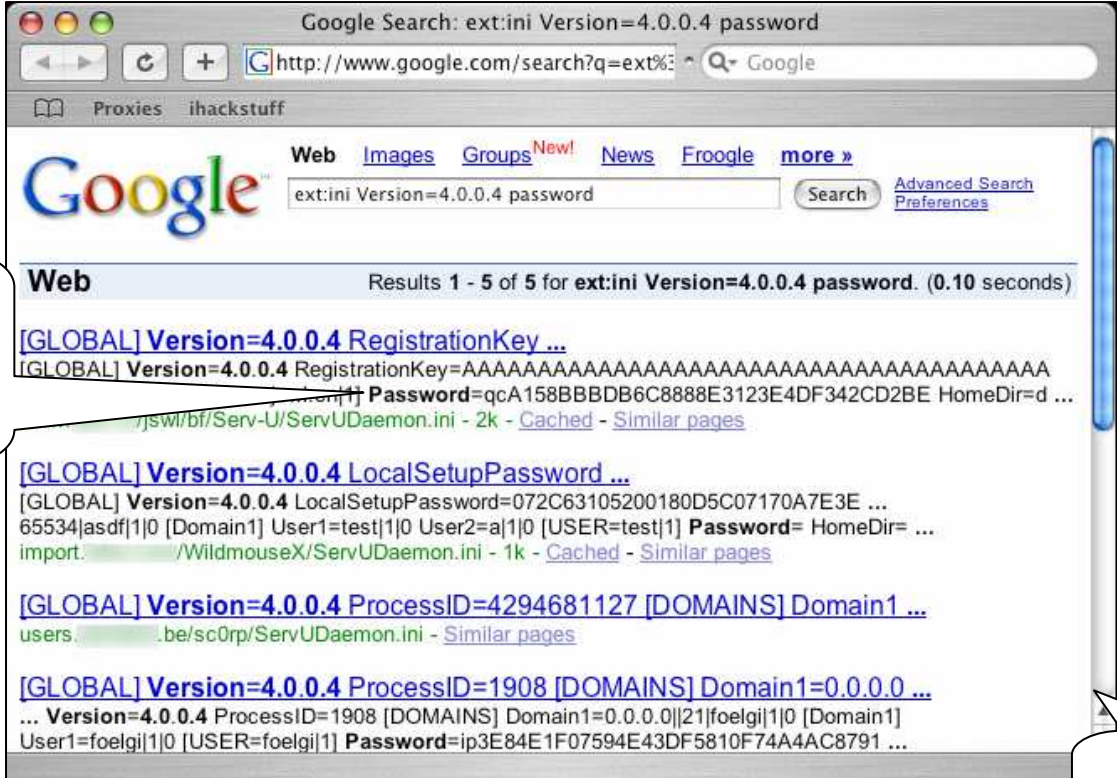 Google Search: ext:ini Version=4.0.0.4 password
http://www.google.com/search?q=ext%3
Google
Proxies ihackstuff
Google
Web Images Groups New! News Froogle more »
ext:ini Version=4.0.0.4 password
Search
Advanced Search
Preferences
Web Results 1 - 5 of 5 for ext:ini Version=4.0.0.4 password. (0.10 seconds)
[GLOBAL] Version=4.0.0.4 RegistrationKey ...
[GLOBAL] Version=4.0.0.4 RegistrationKey=AAAAAAAAAAAAAAAAAAAAAAAAAAAAAAAAAAAAAAA
Password=qcA158BBBDB6C8888E3123E4DF342CD2BE HomeDir=d ...
/jswl/bf/Serv-U/ServUDaemon.ini - 2k - Cached - Similar pages
[GLOBAL] Version=4.0.0.4 LocalSetupPassword ...
[GLOBAL] Version=4.0.0.4 LocalSetupPassword=072C63105200180D5C07170A7E3E ...
65534|asdf|1|0 [Domain1] User1=test|1|0 User2=a|1|0 [USER=test|1] Password= HomeDir= ...
import. /WildmouseX/ServUDaemon.ini - 1k - Cached - Similar pages
[GLOBAL] Version=4.0.0.4 ProcessID=4294681127 [DOMAINS] Domain1 ...
users. .be/sc0rp/ServUDaemon.ini - Similar pages
[GLOBAL] Version=4.0.0.4 ProcessID=1908 [DOMAINS] Domain1=0.0.0.0 ...
... Version=4.0.0.4 ProcessID=1908 [DOMAINS] Domain1=0.0.0.0||21|foelgi|1|0 [Domain1]
User1=foelgi|1|0 [USER=foelgi|1] Password=ip3E84E1F07594E43DF5810F74A4AC8791 ...